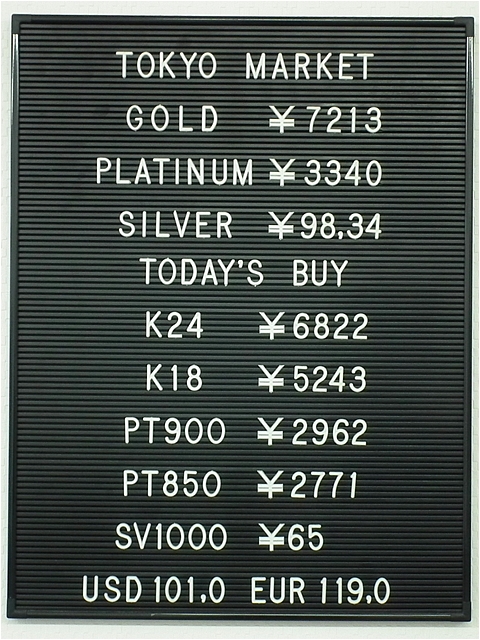 TOKYO MARKET
GOLD ¥7213
PLATINUM ¥3340
SILVER ¥98,34
TODAY'S BUY
K24 ¥6822
K18 ¥5243
PT900 ¥2962
PT850 ¥2771
SV1000 ¥65
USD 101,0 EUR 119,0